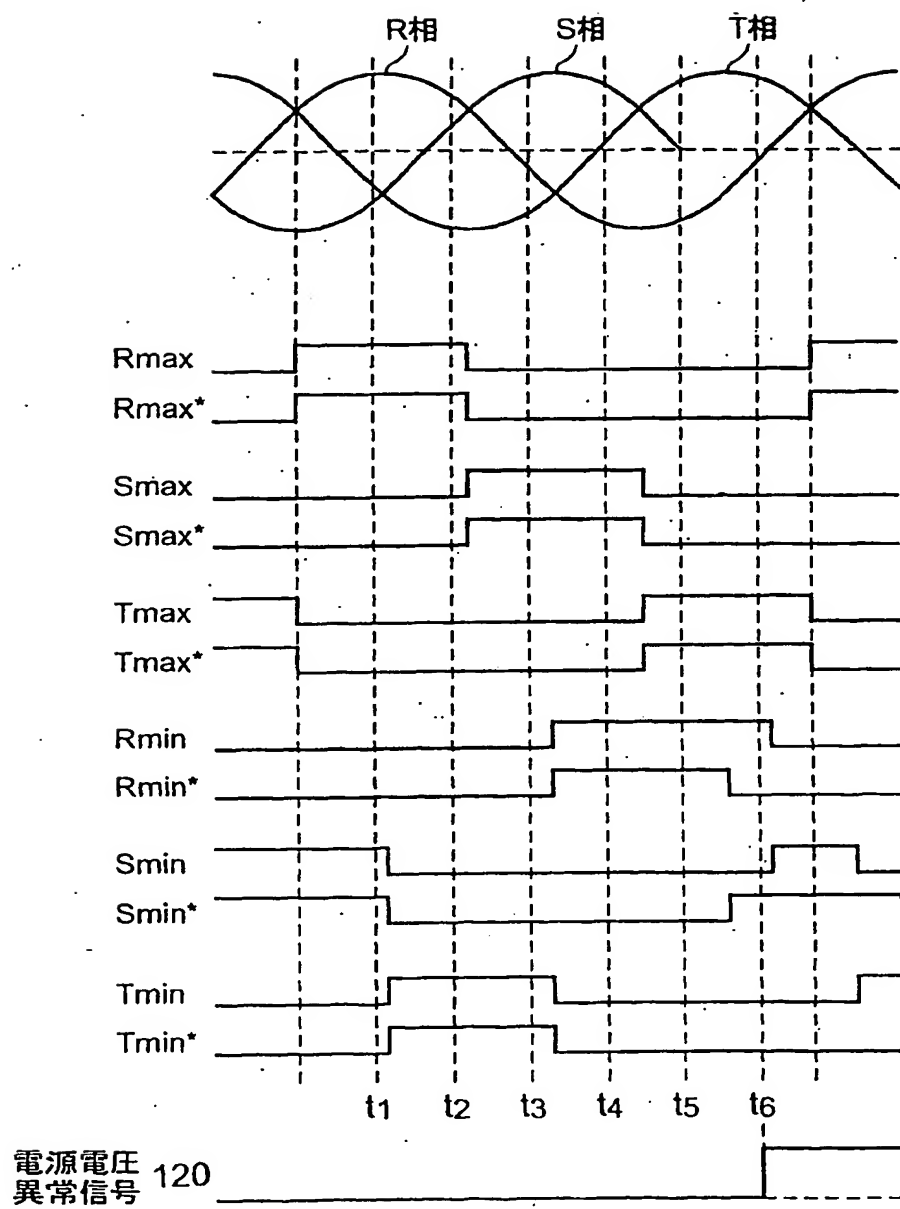 R相
S相
T相
Rmax
Rmax*
Smax
Smax*
Tmax
Tmax*
Rmin
Rmin*
Smin
Smin*
Tmin
Tmin*
t1 t2 t3 t4 t5 t6
電源電圧
異常信号 120